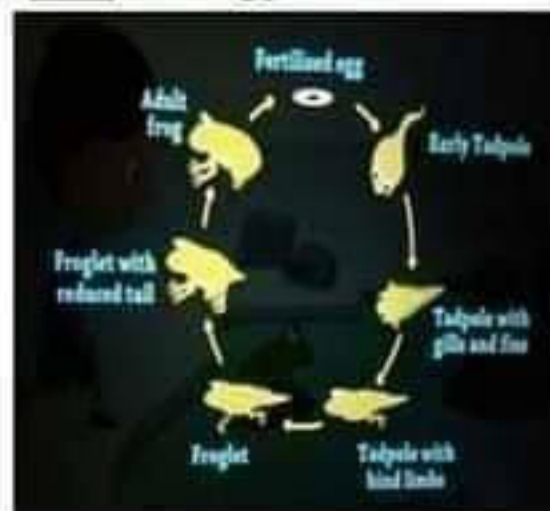 Fertilised egg
Early Tadpole
Tadpole with
gills and fins
Tadpole with
hind limbs
Froglet
Froglet with
reduced tail
Adult
frog